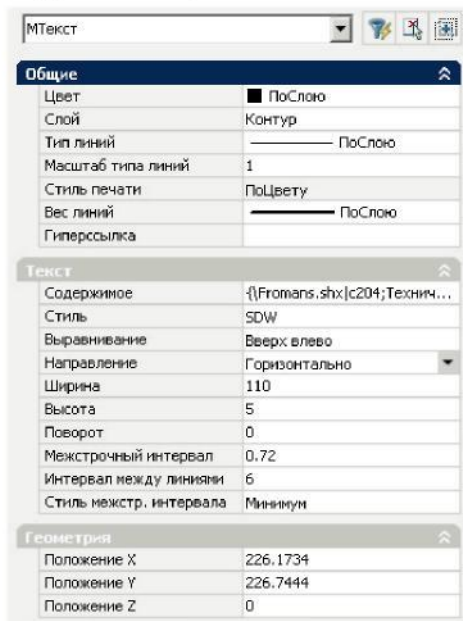 МТекст
Общие
Цвет ПоСлою
Слой Контур
Тип линий ПоСлою
Масштаб типа линий 1
Стиль печати ПоЦвету
Вес линий ПоСлою
Гиперссылка
Текст
Содержимое {\Fromans.shx|c204;Технич...
Стиль SDW
Выравнивание Вверх влево
Направление Горизонтально
Ширина 110
Высота 5
Поворот 0
Межстрочный интервал 0.72
Интервал между линиями 6
Стиль межстр. интервала Минимум
Геометрия
Положение X 226.1734
Положение Y 226.7444
Положение Z 0